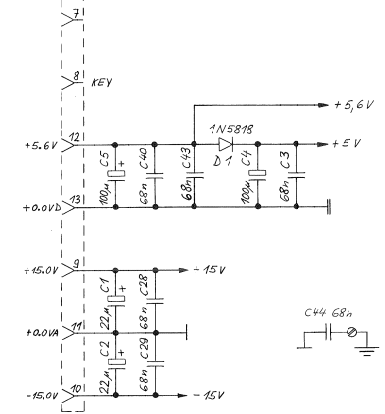 7
8 KEY
+5,6V
1N5818
12
+5.6V
+5V
D1
C5 +
100µ
C40
68n
C43
68n
C4
100µ
C3
68n
13
+0.0VD
9
+15.0V
÷15V
C1 +
22µ
C28
68n
C44 68n
11
+0.0VA
C2 +
22µ
C29
68n
10
-15.0V
-15V